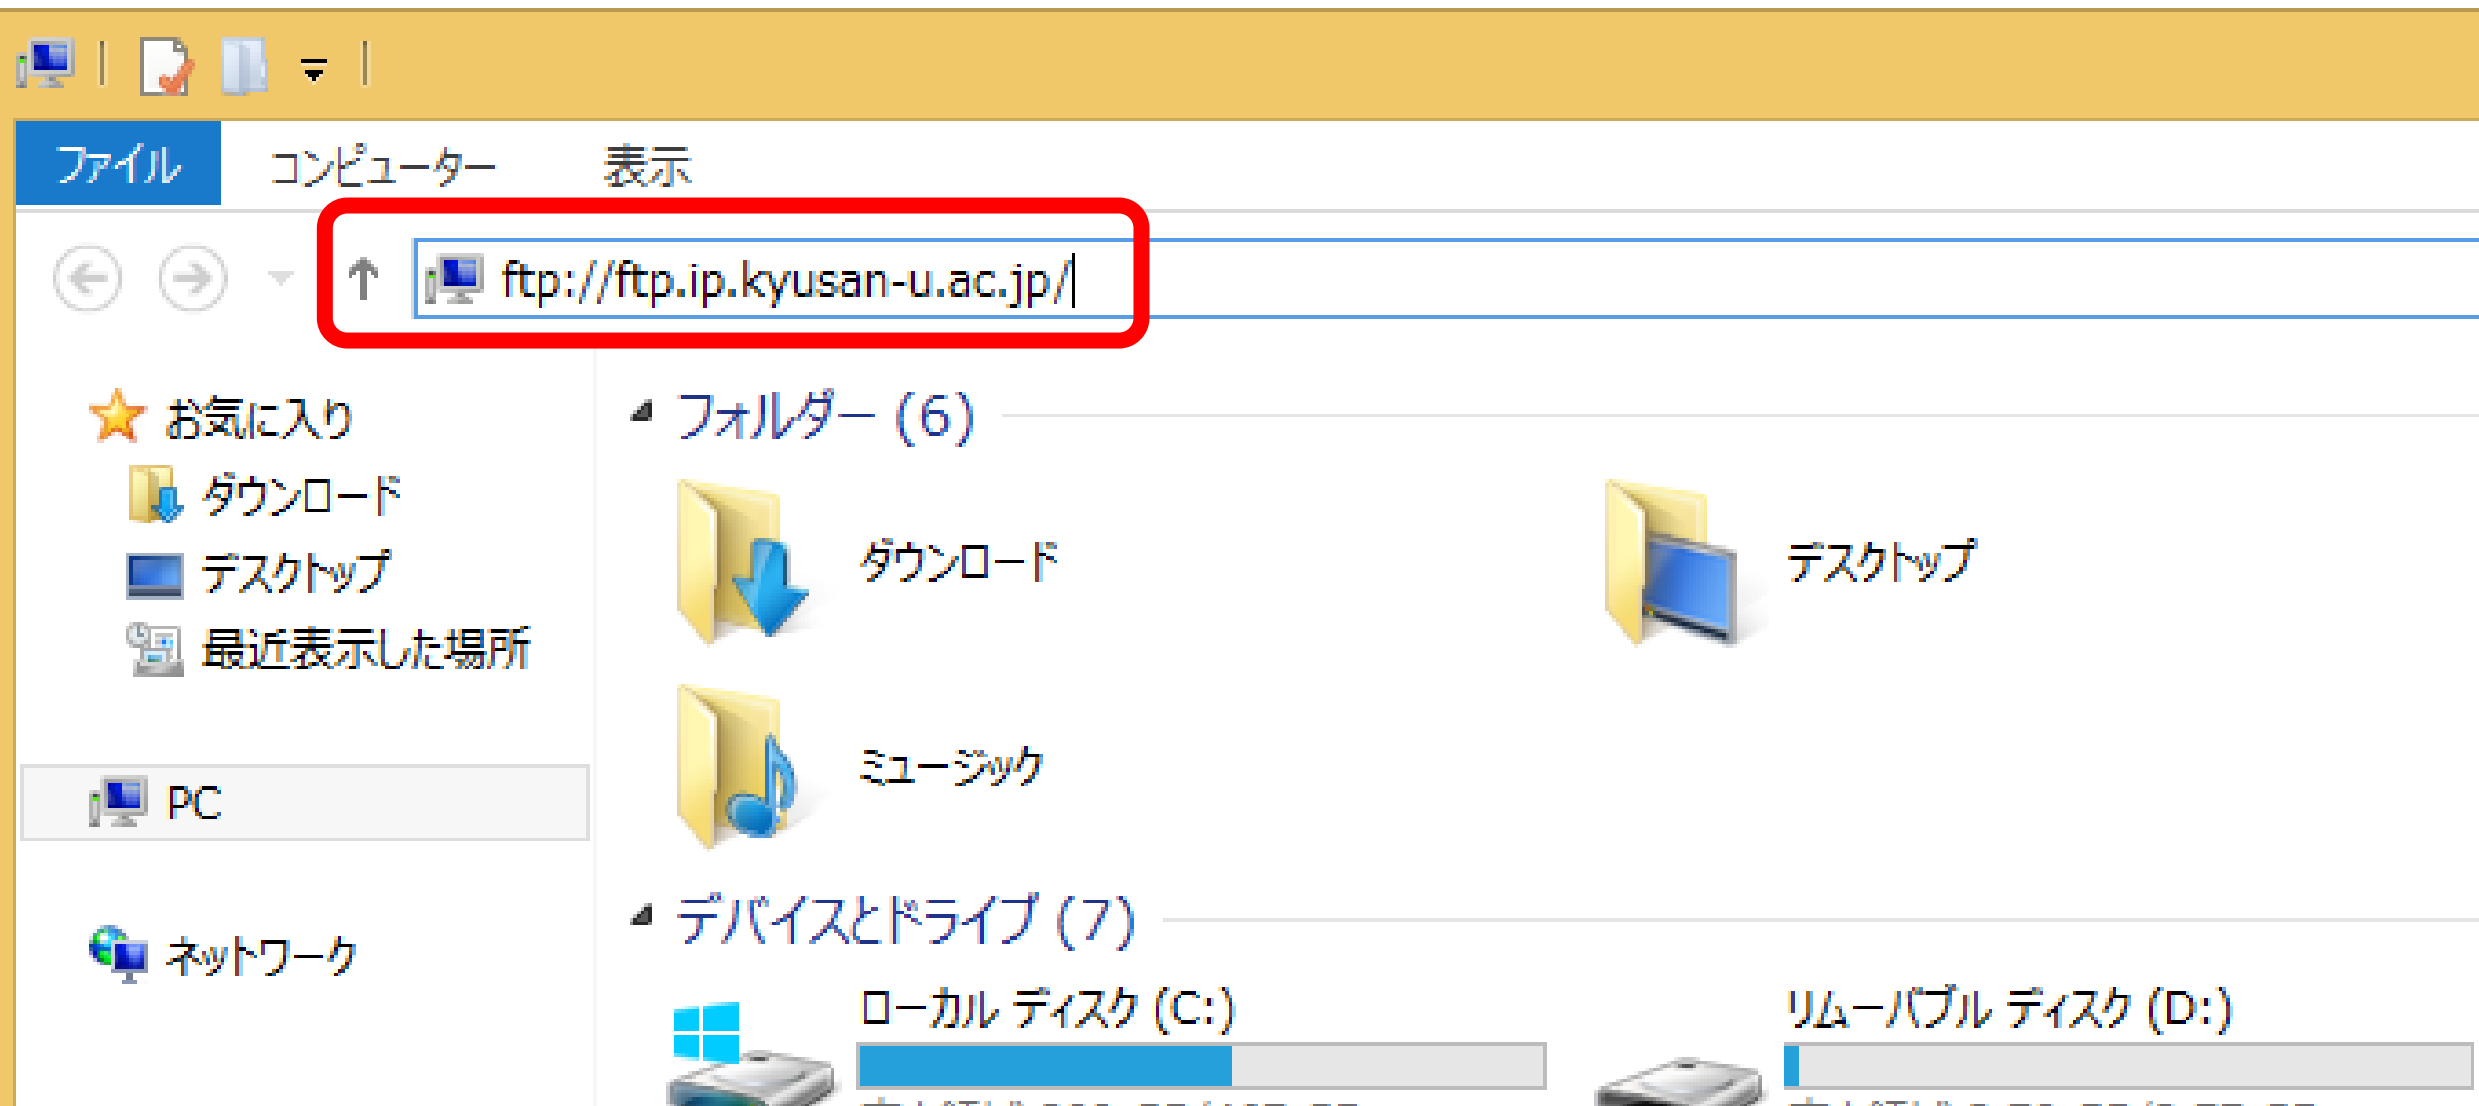 ファイル コンピューター 表示
ftp://ftp.ip.kyusan-u.ac.jp/
お気に入り
ダウンロード
デスクトップ
最近表示した場所
PC
ネットワーク
フォルダー (6)
ダウンロード
デスクトップ
ミュージック
デバイスとドライブ (7)
ローカル ディスク (C:)
リムーバブル ディスク (D:)